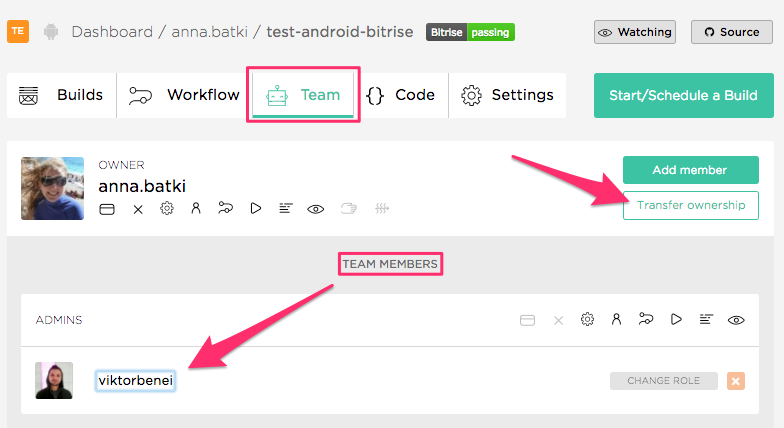 TE Dashboard / anna.batki / test-android-bitrise Bitrise passing Watching Source
Builds Workflow Team {} Code Settings Start/Schedule a Build
OWNER
anna.batki
Add member
Transfer ownership
TEAM MEMBERS
ADMINS
viktorbenei CHANGE ROLE